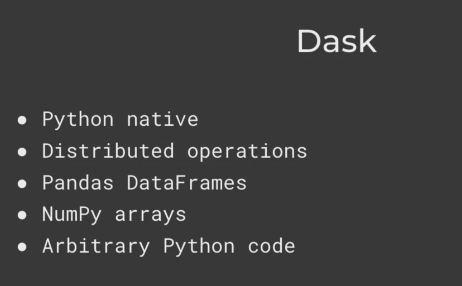 Dask
● Python native
● Distributed operations
● Pandas DataFrames
● NumPy arrays
● Arbitrary Python code